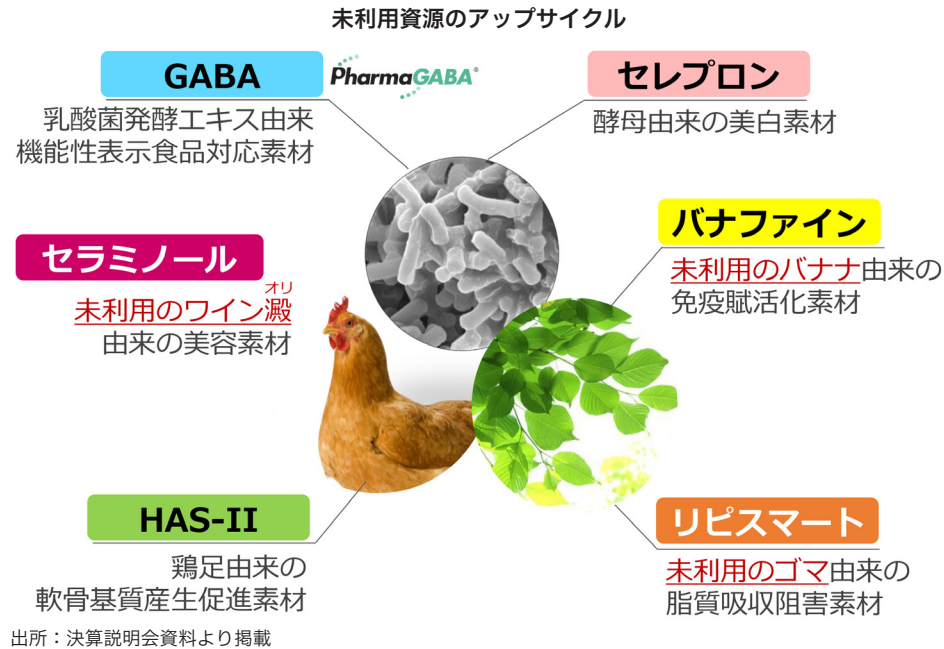 未利用資源のアップサイクル
GABA
PharmaGABA®
乳酸菌発酵エキス由来
機能性表示食品対応素材
セレプロン
酵母由来の美白素材
セラミノール
オリ
未利用のワイン澱
由来の美容素材
バナファイン
未利用のバナナ由来の
免疫賦活化素材
HAS-II
鶏足由来の
軟骨基質産生促進素材
リピスマート
未利用のゴマ由来の
脂質吸収阻害素材
出所：決算説明会資料より掲載